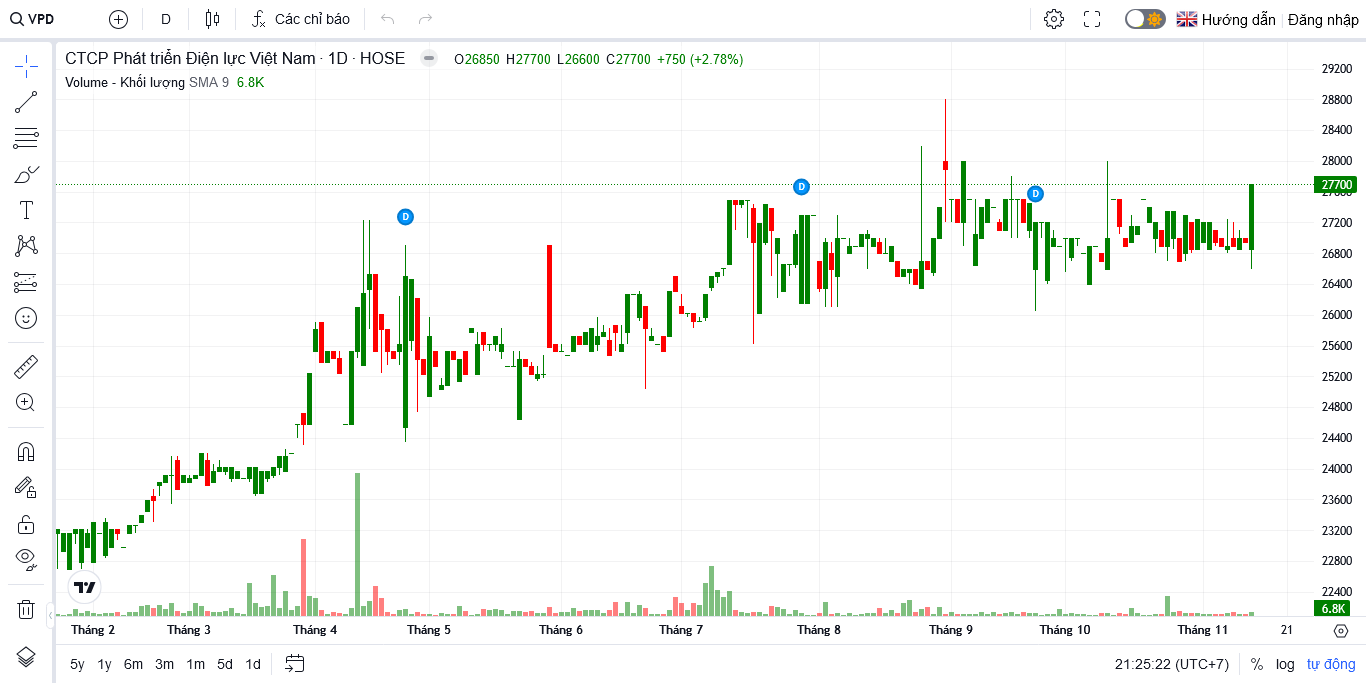 VPD D Các chỉ báo Hướng dẫn Đăng nhập
CTCP Phát triển Điện lực Việt Nam · 1D · HOSE O26850 H27700 L26600 C27700 +750 (+2.78%)
Volume - Khối lượng SMA 9 6.8K
29200
28800
28400
28000
27700
27600
27200
26800
26400
26000
25600
25200
24800
24400
24000
23600
23200
22800
22400
6.8K
D
D
D
Tháng 2 Tháng 3 Tháng 4 Tháng 5 Tháng 6 Tháng 7 Tháng 8 Tháng 9 Tháng 10 Tháng 11 21
5y 1y 6m 3m 1m 5d 1d 21:25:22 (UTC+7) % log tự động